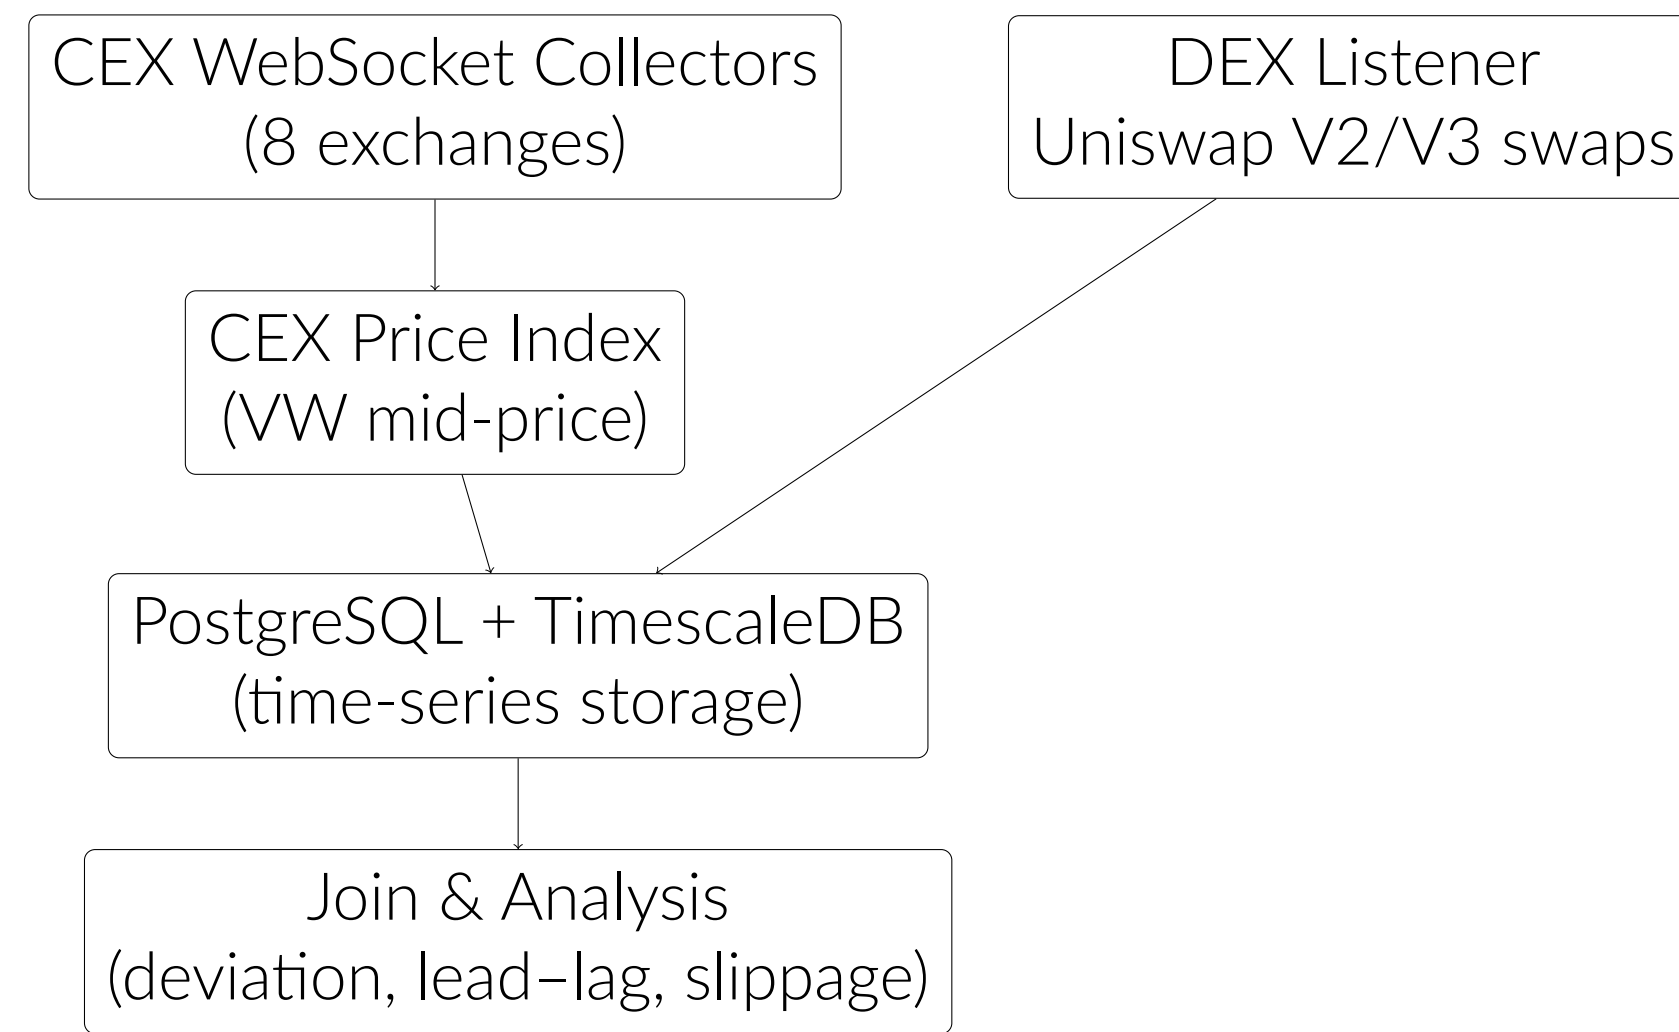 CEX WebSocket Collectors
(8 exchanges)
DEX Listener
Uniswap V2/V3 swaps
CEX Price Index
(VW mid-price)
PostgreSQL + TimescaleDB
(time-series storage)
Join & Analysis
(deviation, lead–lag, slippage)